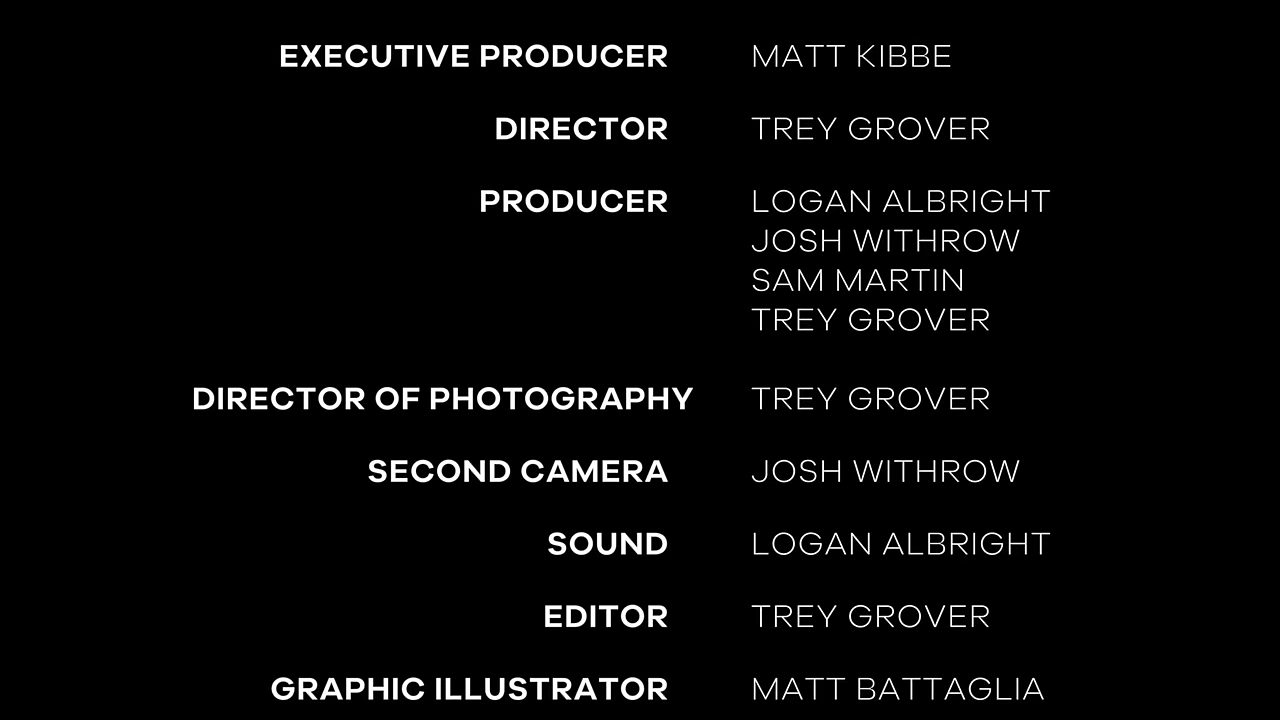 EXECUTIVE PRODUCER MATT KIBBE
DIRECTOR TREY GROVER
PRODUCER LOGAN ALBRIGHT
JOSH WITHROW
SAM MARTIN
TREY GROVER
DIRECTOR OF PHOTOGRAPHY TREY GROVER
SECOND CAMERA JOSH WITHROW
SOUND LOGAN ALBRIGHT
EDITOR TREY GROVER
GRAPHIC ILLUSTRATOR MATT BATTAGLIA